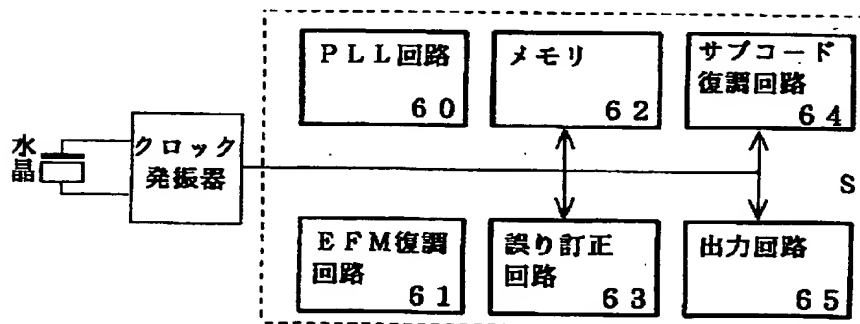 PLL回路
60
メモリ
62
サブコード
復調回路
64
水晶
クロック
発振器
S
EFM復調
回路
61
誤り訂正
回路
63
出力回路
65